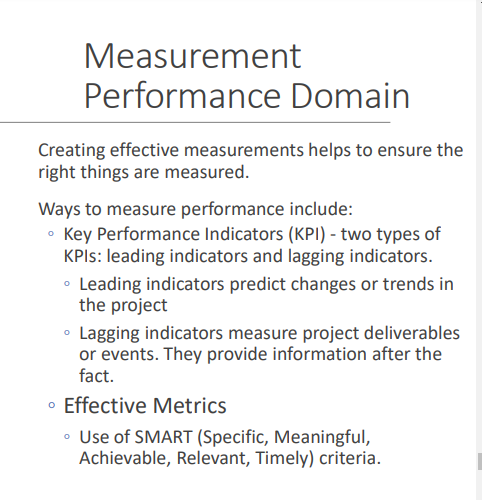 Measurement
Performance Domain
Creating effective measurements helps to ensure the
right things are measured.
Ways to measure performance include:
◦ Key Performance Indicators (KPI) - two types of
KPIs: leading indicators and lagging indicators.
◦ Leading indicators predict changes or trends in
the project
◦ Lagging indicators measure project deliverables
or events. They provide information after the
fact.
◦ Effective Metrics
◦ Use of SMART (Specific, Meaningful,
Achievable, Relevant, Timely) criteria.